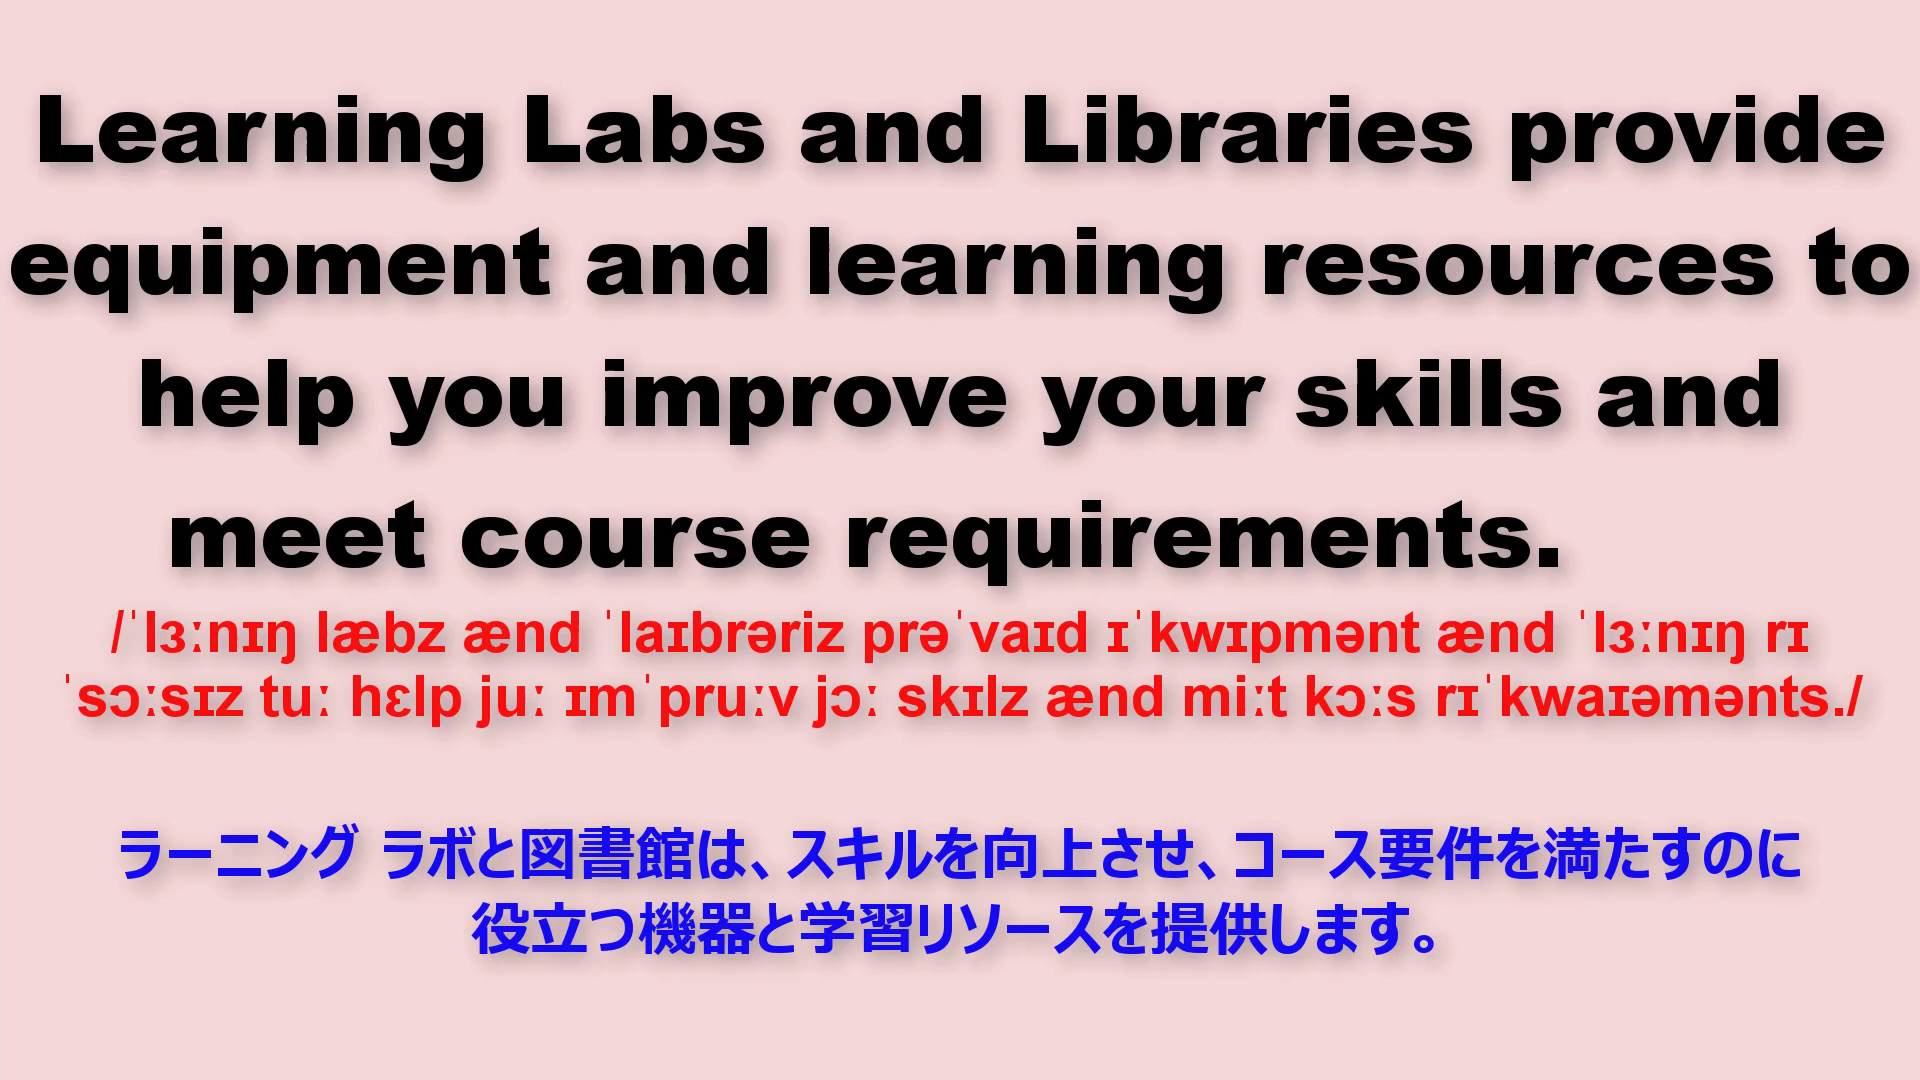 Learning Labs and Libraries provide
equipment and learning resources to
help you improve your skills and
meet course requirements.
/ˈlɜːnɪŋ læbz ænd ˈlaɪbrəriz prəˈvaɪd ɪˈkwɪpmənt ænd ˈlɜːnɪŋ rɪ
ˈsɔːsɪz tuː hɛlp juː ɪmˈpruːv jɔː skɪlz ænd miːt kɔːs rɪˈkwaɪəmənts./
ラーニング ラボと図書館は、スキルを向上させ、コース要件を満たすのに
役立つ機器と学習リソースを提供します。